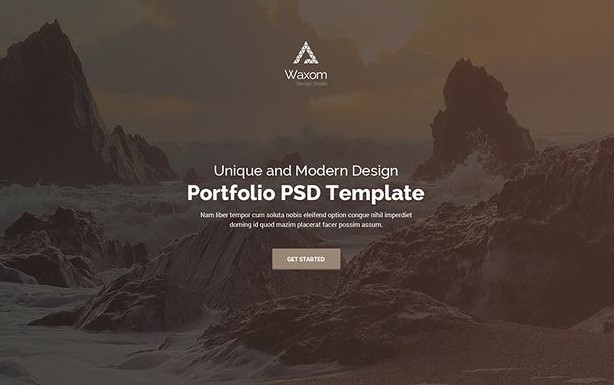 Waxom
Design Studio
Unique and Modern Design
Portfolio PSD Template
Nam liber tempor cum soluta nobis eleifend option congue nihil imperdiet
doming id quod mazim placerat facer possim assum.
GET STARTED